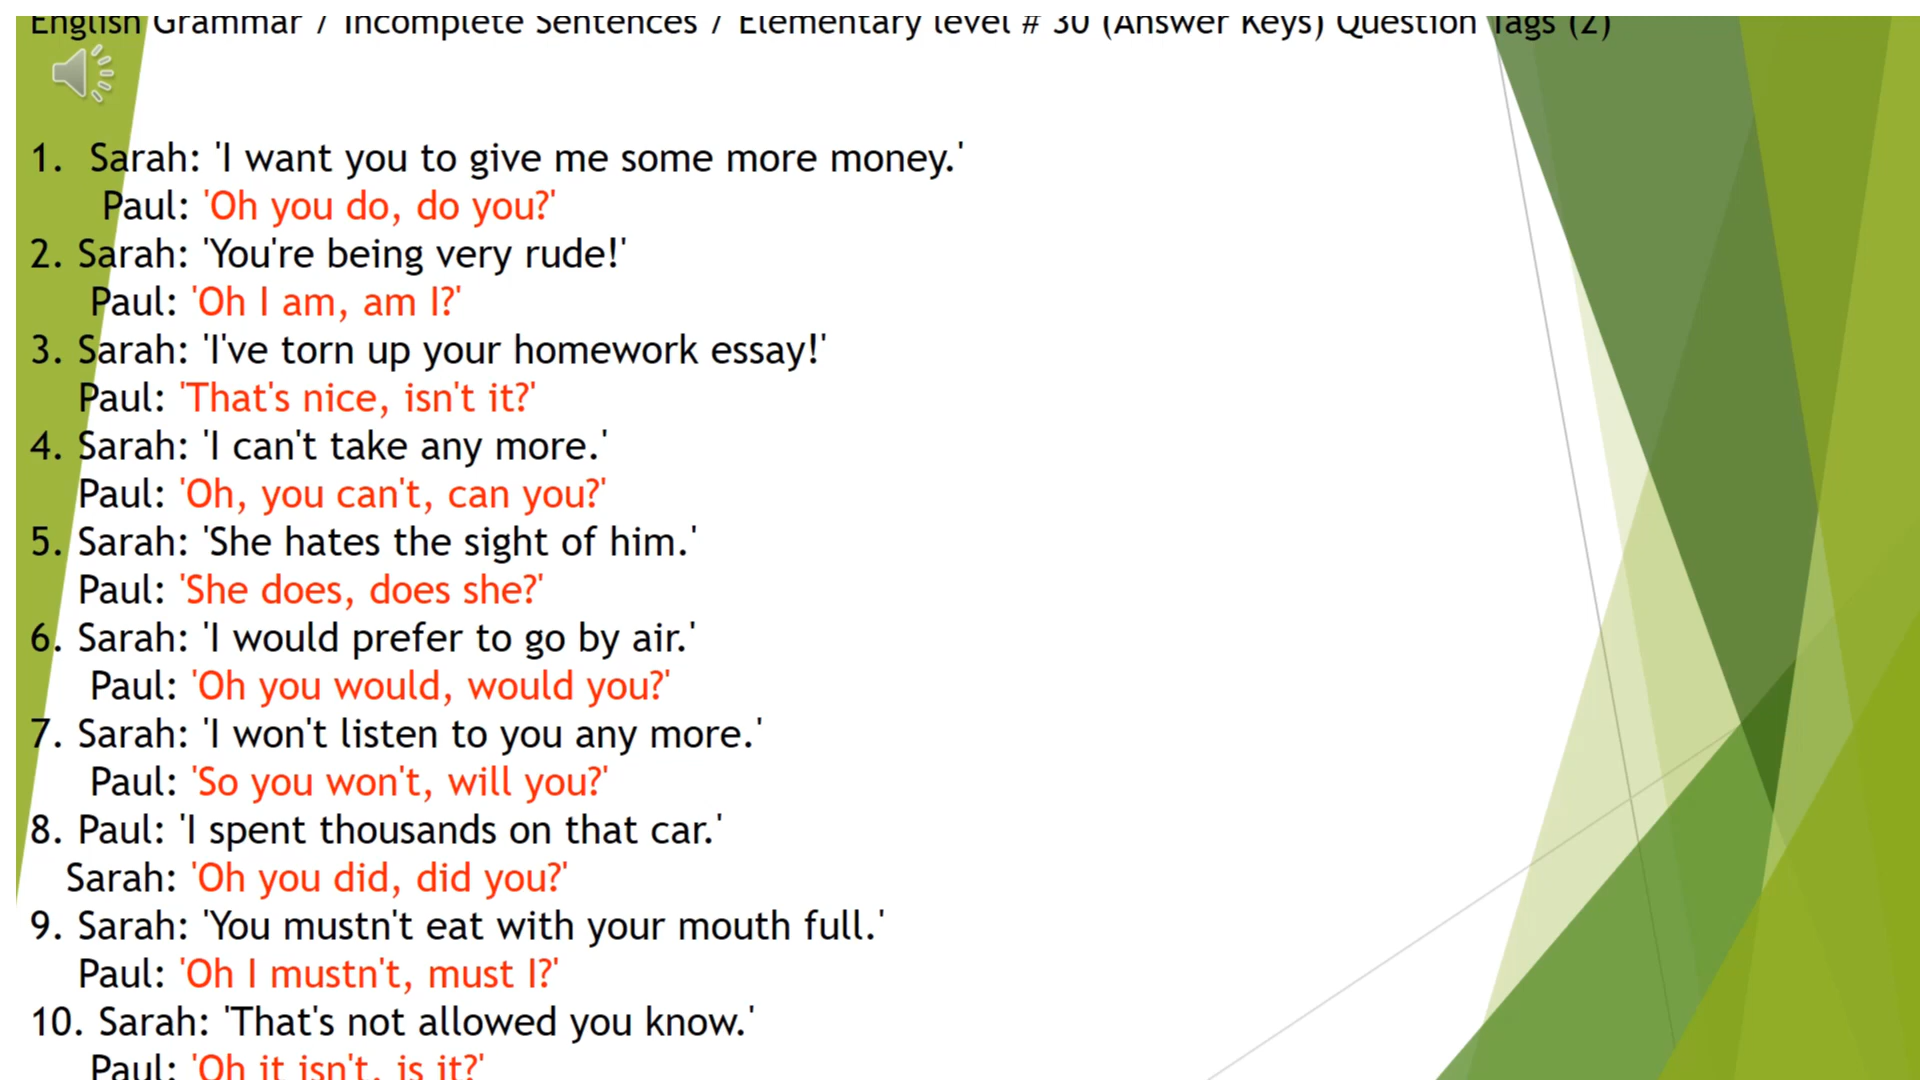 English Grammar / Incomplete Sentences / Elementary level # 30 (Answer Keys) Question Tags (2)
1. Sarah: 'I want you to give me some more money.'
Paul: 'Oh you do, do you?'
2. Sarah: 'You're being very rude!'
Paul: 'Oh I am, am I?'
3. Sarah: 'I've torn up your homework essay!'
Paul: 'That's nice, isn't it?'
4. Sarah: 'I can't take any more.'
Paul: 'Oh, you can't, can you?'
5. Sarah: 'She hates the sight of him.'
Paul: 'She does, does she?'
6. Sarah: 'I would prefer to go by air.'
Paul: 'Oh you would, would you?'
7. Sarah: 'I won't listen to you any more.'
Paul: 'So you won't, will you?'
8. Paul: 'I spent thousands on that car.'
Sarah: 'Oh you did, did you?'
9. Sarah: 'You mustn't eat with your mouth full.'
Paul: 'Oh I mustn't, must I?'
10. Sarah: 'That's not allowed you know.'
Paul: 'Oh it isn't, is it?'